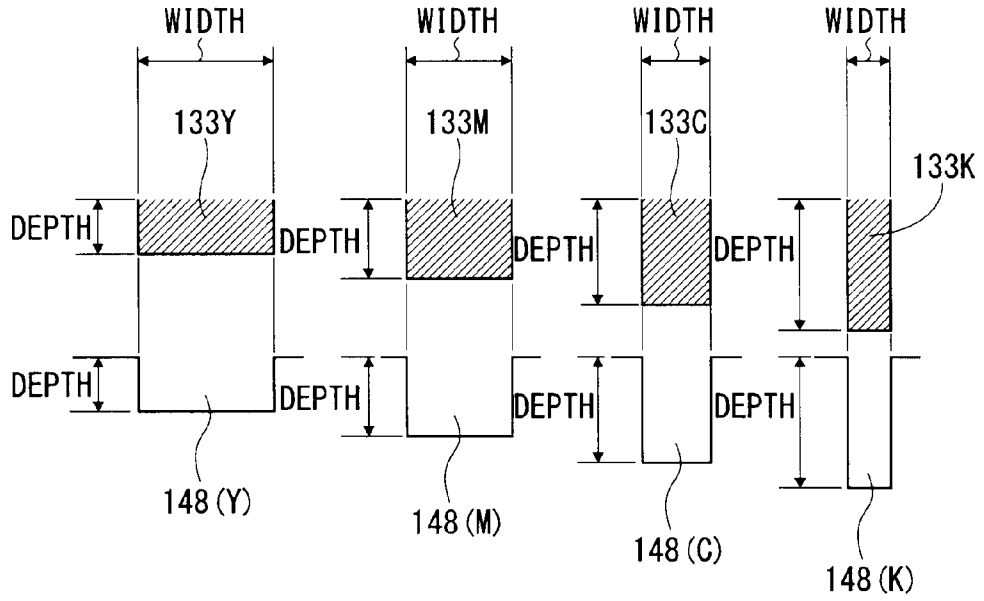 WIDTH WIDTH WIDTH WIDTH
133Y 133M 133C 133K
DEPTH DEPTH DEPTH DEPTH
DEPTH DEPTH DEPTH DEPTH
148(Y) 148(M) 148(C) 148(K)